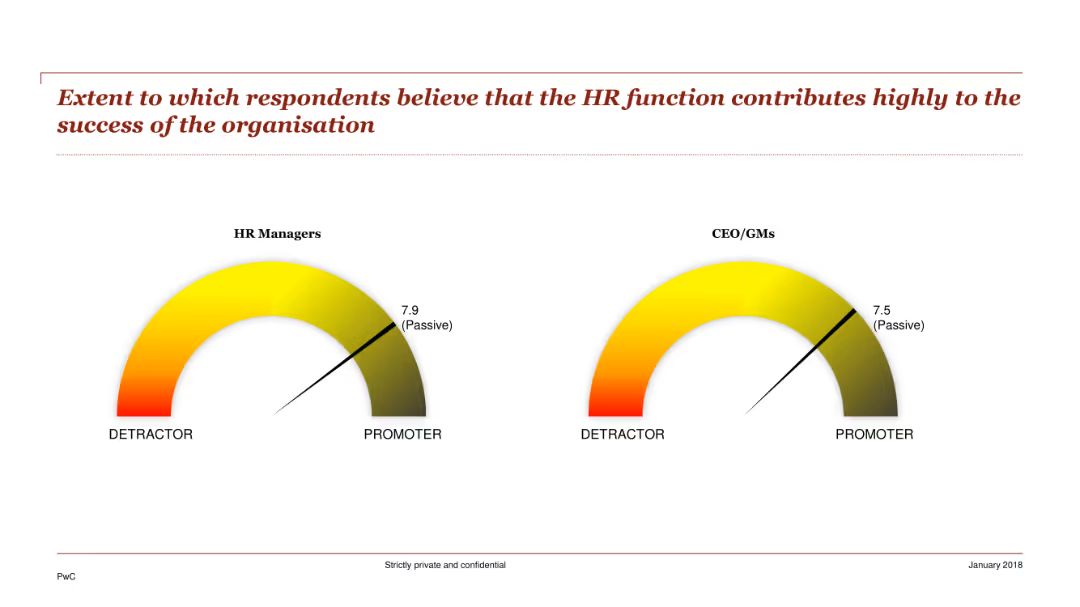 Extent to which respondents believe that the HR function contributes highly to the
success of the organisation
HR Managers
7.9
(Passive)
DETRACTOR
PROMOTER
CEO/GMs
7.5
(Passive)
DETRACTOR
PROMOTER
Strictly private and confidential
January 2018
PwC